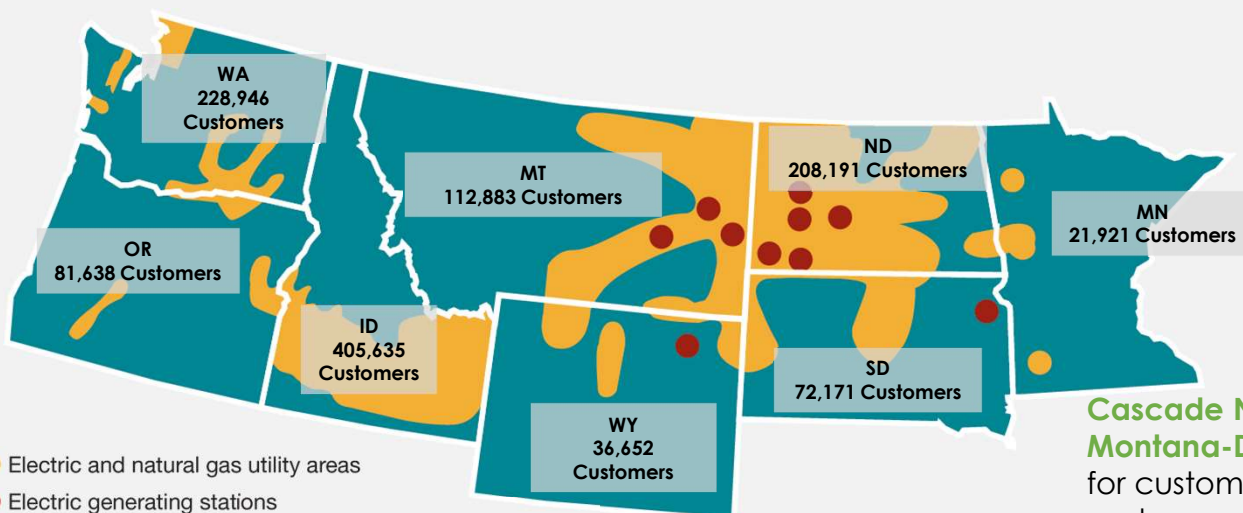 WA
228,946
Customers
MT
112,883 Customers
ND
208,191 Customers
MN
21,921 Customers
OR
81,638 Customers
ID
405,635
Customers
SD
72,171 Customers
WY
36,652
Customers
Electric and natural gas utility areas
Electric generating stations
Cascade
Montana-
for